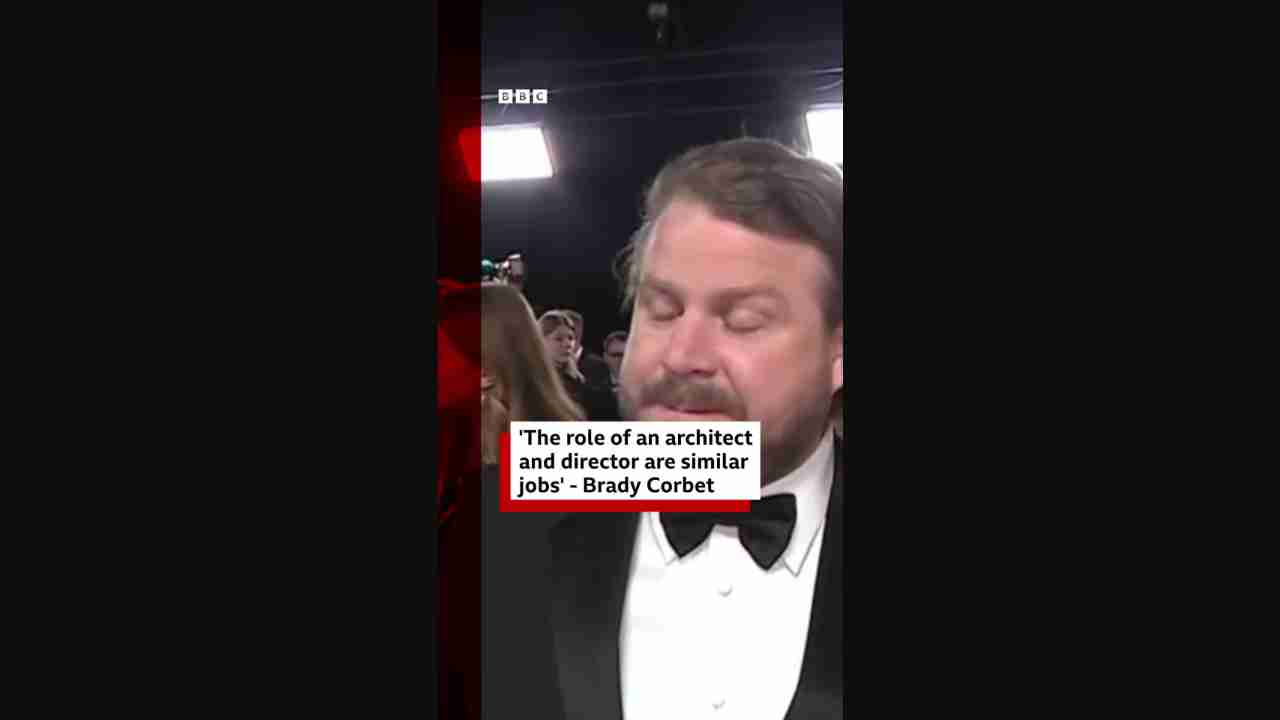 BBC
'The role of an architect
and director are similar
jobs' - Brady Corbet